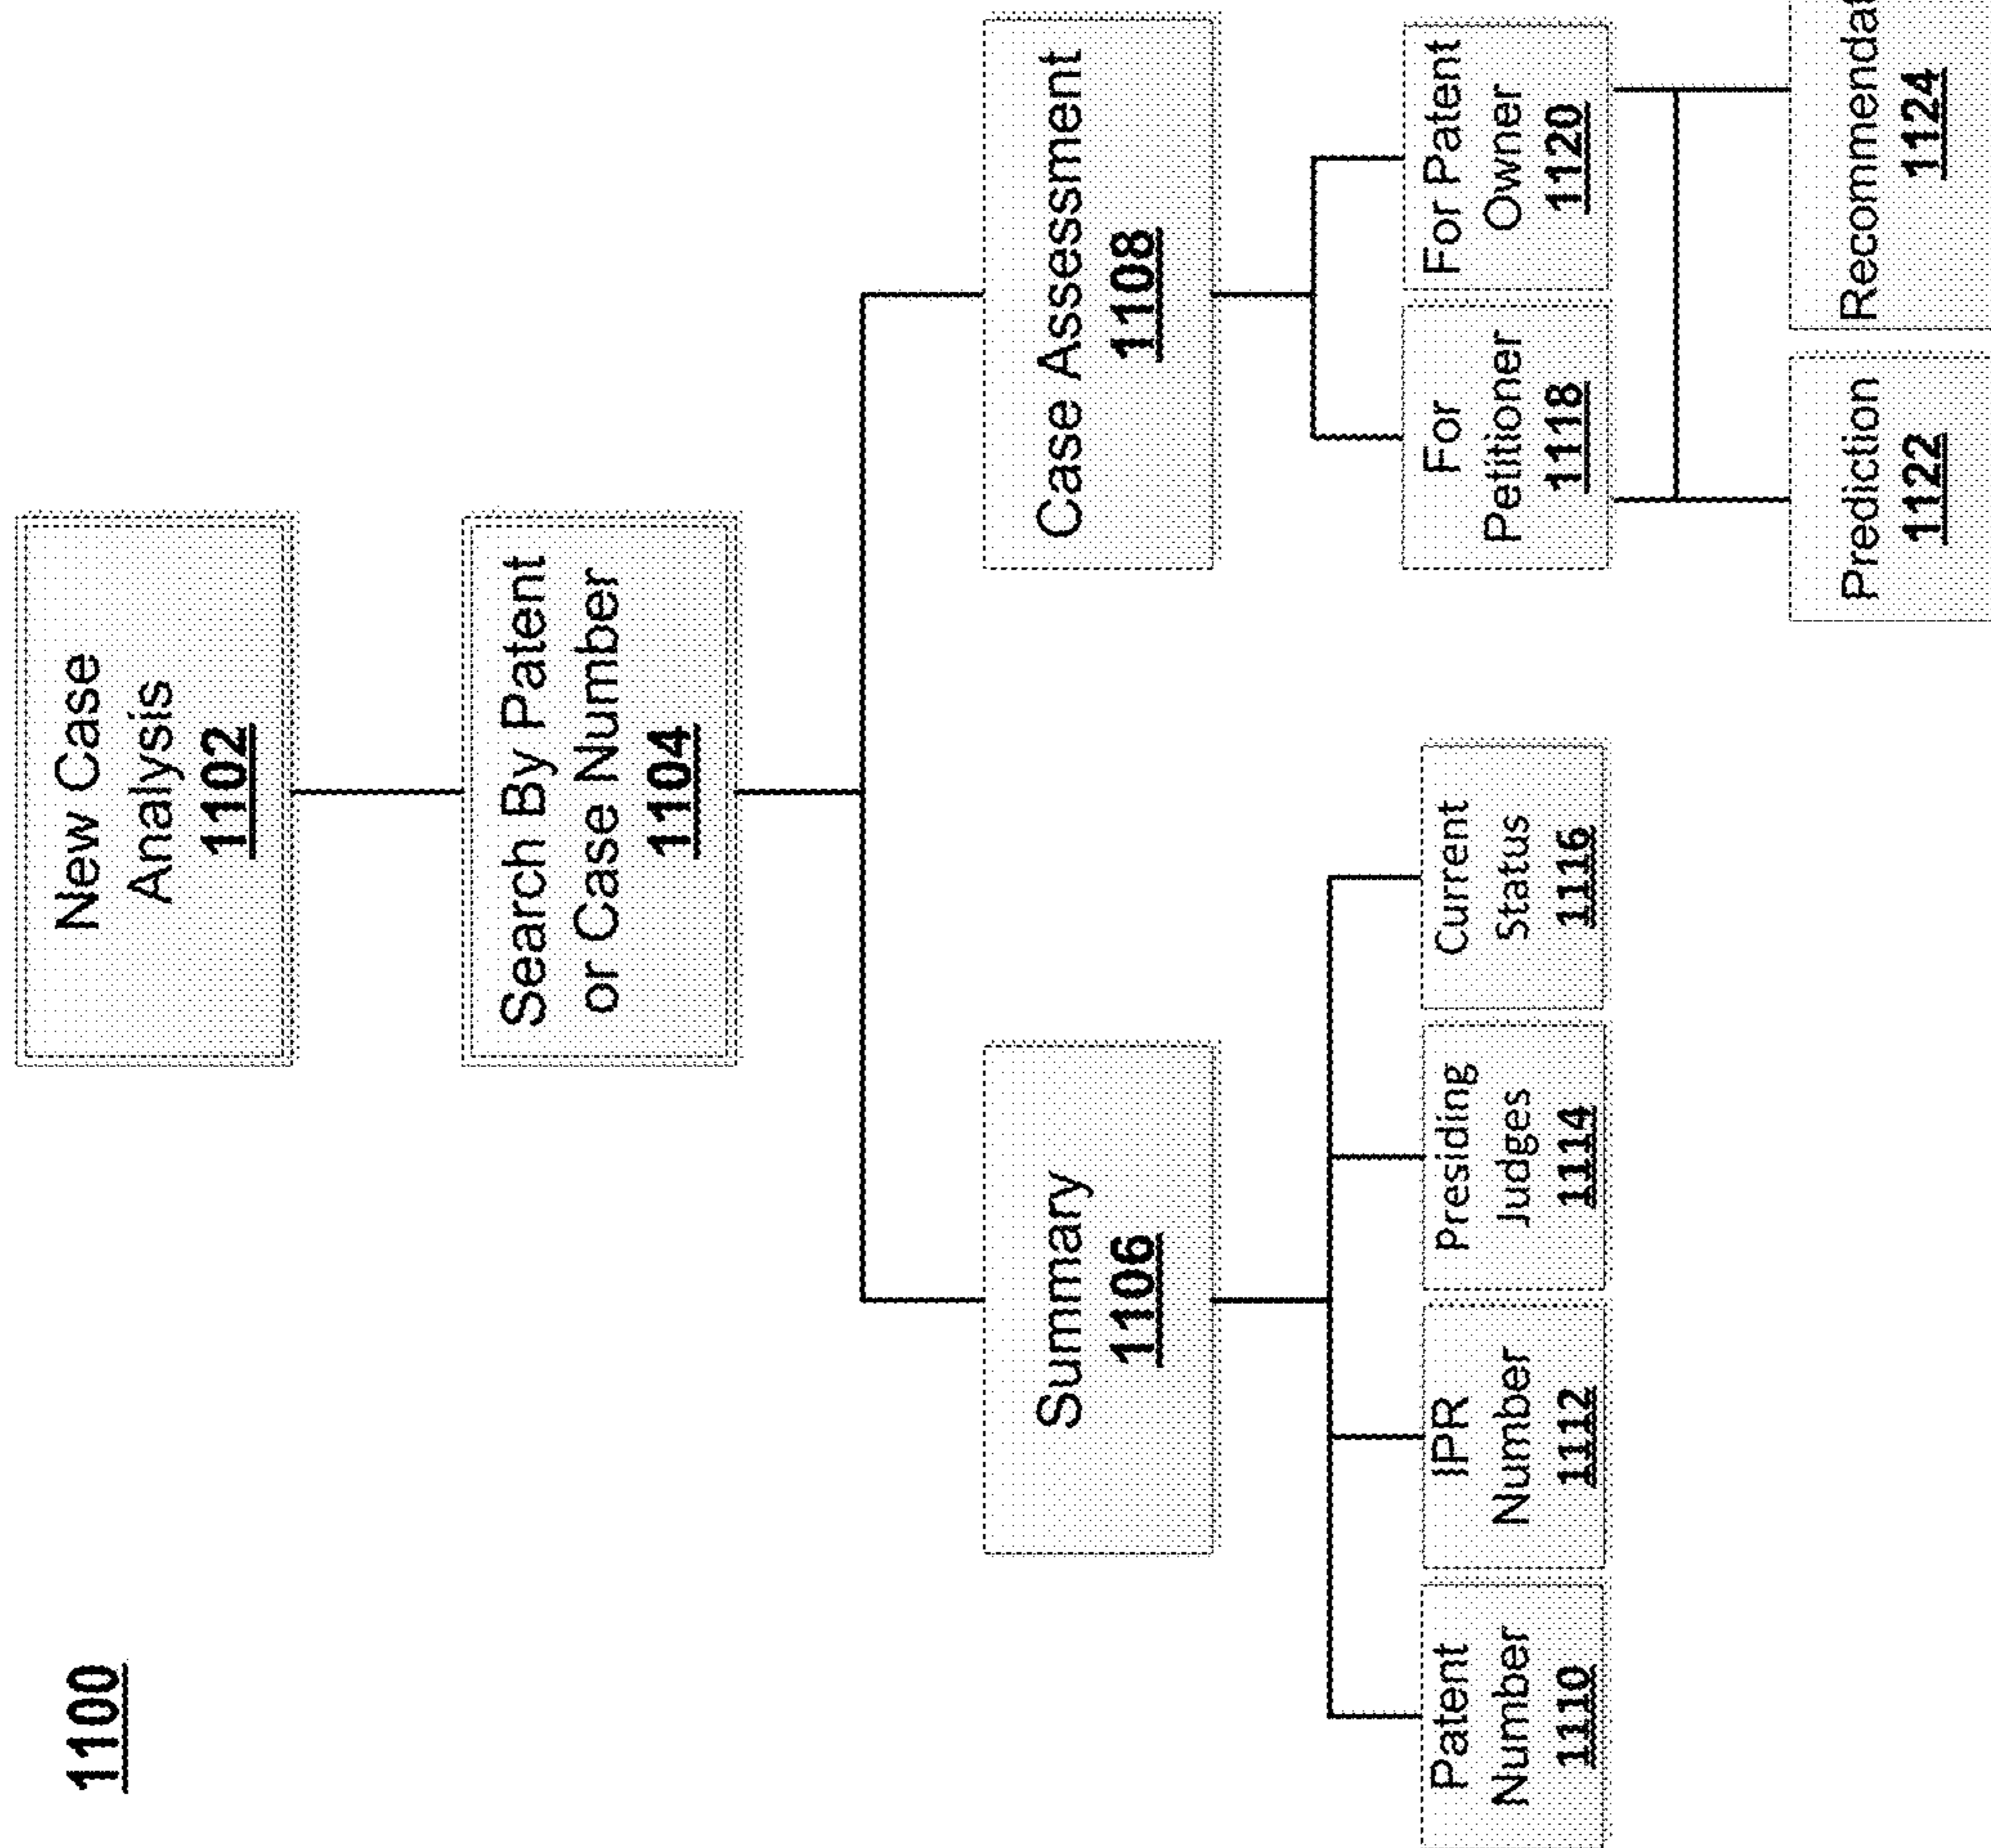 1100
New Case
Analysis
1102
Search By Patent
or Case Number
1104
Summary
1106
Case Assessment
1108
Patent
Number
1110
IPR
Number
1112
Presiding
Judges
1114
Current
Status
1116
For
Petitioner
1118
For Patent
Owner
1120
Prediction
1122
Recommendat
1124